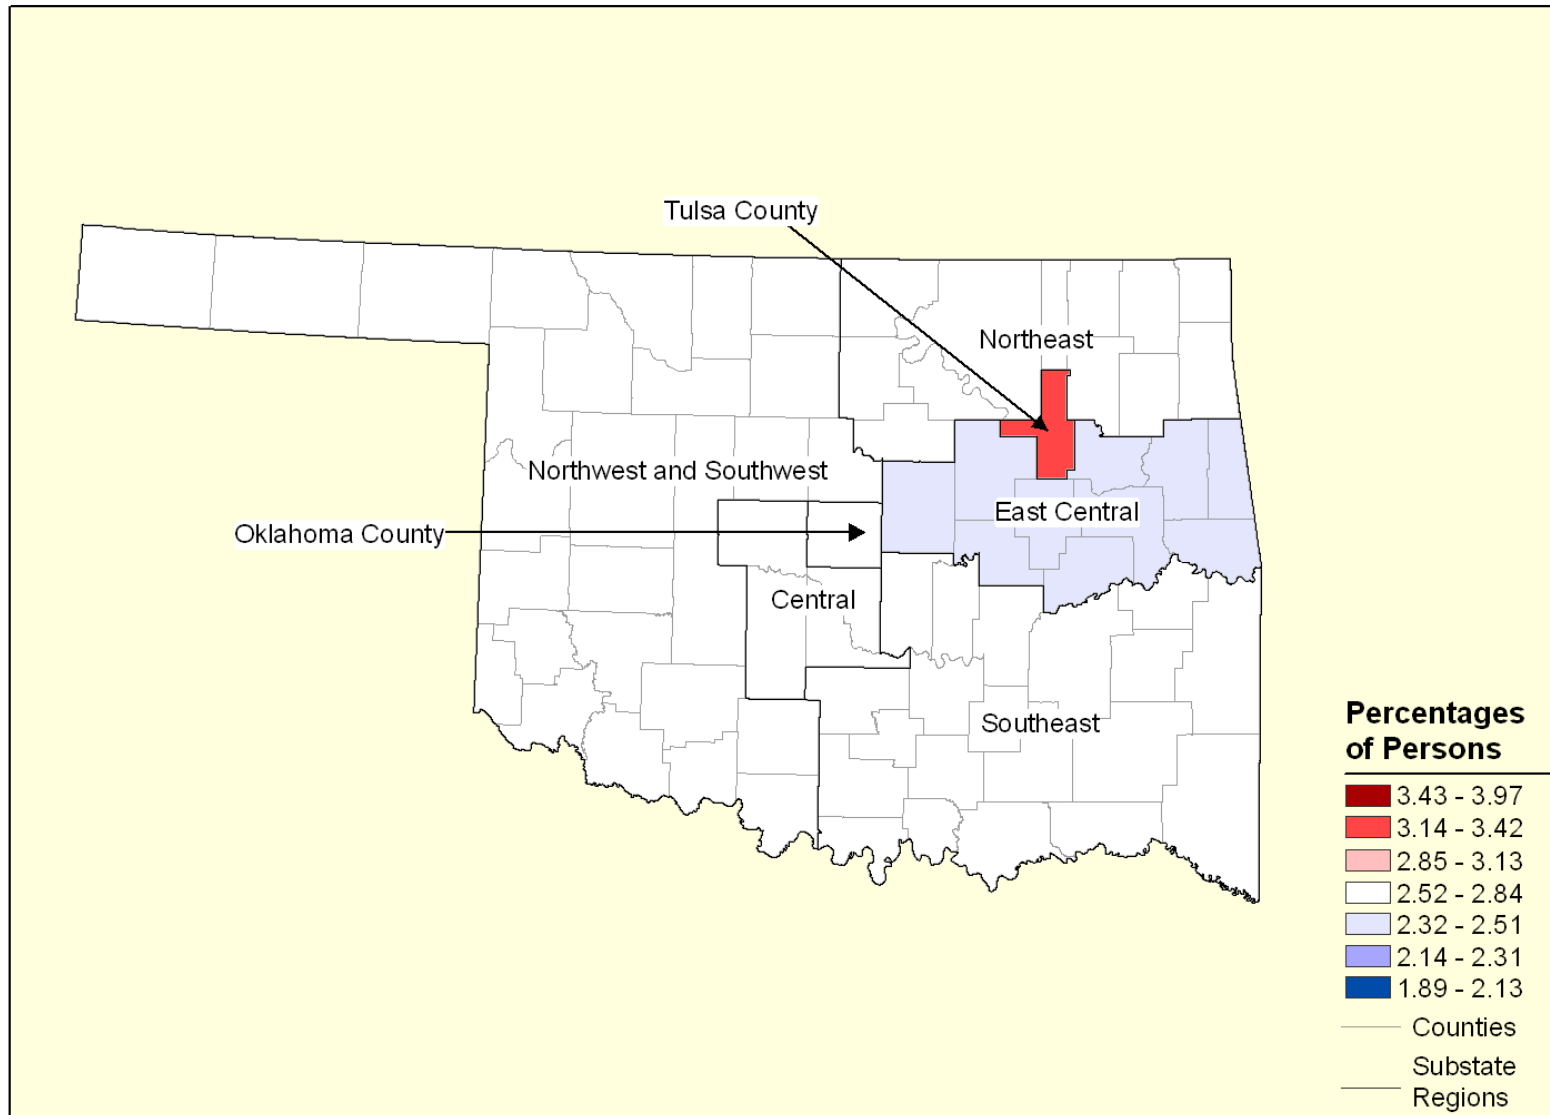 Tulsa County
Northeast
Northwest and Southwest
East Central
Oklahoma County
Central
Southeast
Percentages
of Persons
3.43 - 3.97
3.14 - 3.42
2.85 - 3.13
2.52 - 2.84
2.32 - 2.51
2.14 - 2.31
1.89 - 2.13
Counties
Substate
Regions